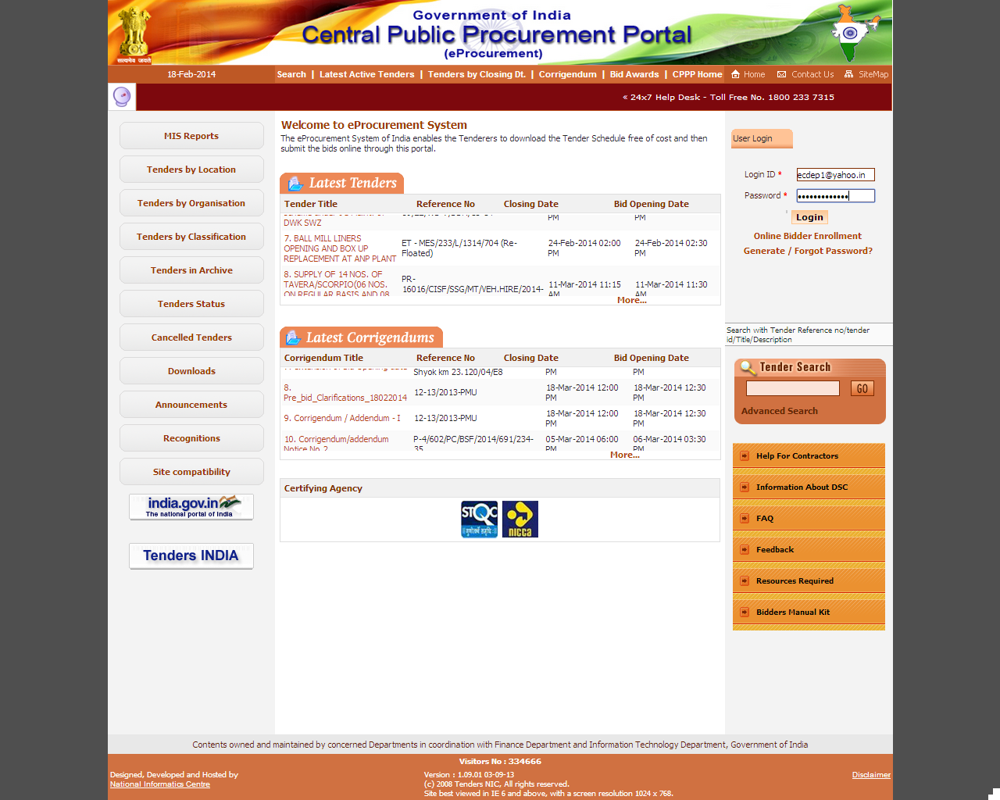 Government of India
Central Public Procurement Portal
(eProcurement)
सत्यमेव जयते
18-Feb-2014
Search | Latest Active Tenders | Tenders by Closing Dt. | Corrigendum | Bid Awards | CPPP Home
Home
Contact Us
SiteMap
« 24x7 Help Desk - Toll Free No. 1800 233 7315
MIS Reports
Tenders by Location
Tenders by Organisation
Tenders by Classification
Tenders in Archive
Tenders Status
Cancelled Tenders
Downloads
Announcements
Recognitions
Site compatibility
india.gov.in
The national portal of India
Tenders INDIA
Welcome to eProcurement System
The eProcurement System of India enables the Tenderers to download the Tender Schedule free of cost and then
submit the bids online through this portal.
Latest Tenders
Tender Title Reference No Closing Date Bid Opening Date
PM PM
DWK SWZ
7. BALL MILL LINERS
OPENING AND BOX UP
REPLACEMENT AT ANP PLANT
ET - MES/233/L/1314/704 (Re-
Floated)
24-Feb-2014 02:00
PM
24-Feb-2014 02:30
PM
8. SUPPLY OF 14 NOS. OF
TAVERA/SCORPIO(06 NOS.
ON REGULAR BASIS AND 08
PR-
16016/CISF/SSG/MT/VEH.HIRE/2014-
11-Mar-2014 11:15
AM
11-Mar-2014 11:30
AM
More...
Latest Corrigendums
Corrigendum Title Reference No Closing Date Bid Opening Date
Shyok km 23.120/04/E8 PM PM
8.
Pre_bid_Clarifications_18022014
12-13/2013-PMU
18-Mar-2014 12:00
PM
18-Mar-2014 12:30
PM
9. Corrigendum / Addendum - I
12-13/2013-PMU
18-Mar-2014 12:00
PM
18-Mar-2014 12:30
PM
10. Corrigendum/addendum
Notice No. 2
P-4/602/PC/BSF/2014/691/234-
35
05-Mar-2014 06:00
PM
06-Mar-2014 03:30
PM
More...
Certifying Agency
STQC
NICCA
User Login
Login ID * ecdep1@yahoo.in
Password * •••••••••••••
Login
Online Bidder Enrollment
Generate / Forgot Password?
Search with Tender Reference no/tender
id/Title/Description
Tender Search
GO
Advanced Search
Help For Contractors
Information About DSC
FAQ
Feedback
Resources Required
Bidders Manual Kit
Contents owned and maintained by concerned Departments in coordination with Finance Department and Information Technology Department, Government of India
Visitors No : 334666
Designed, Developed and Hosted by
National Informatics Centre
Version : 1.09.01 03-09-13
(c) 2008 Tenders NIC, All rights reserved.
Site best viewed in IE 6 and above, with a screen resolution 1024 x 768.
Disclaimer